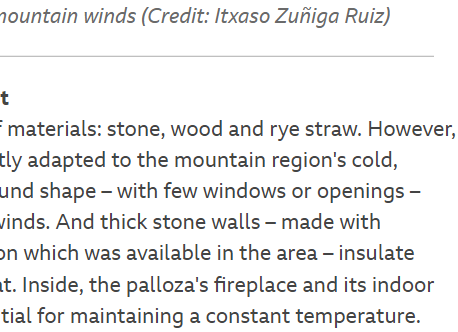 mountain winds (Credit: Itxaso Zuñiga Ruiz)
t
f materials: stone, wood and rye straw. However,
tly adapted to the mountain region's cold,
und shape – with few windows or openings –
winds. And thick stone walls – made with
on which was available in the area – insulate
at. Inside, the palloza's fireplace and its indoor
tial for maintaining a constant temperature.